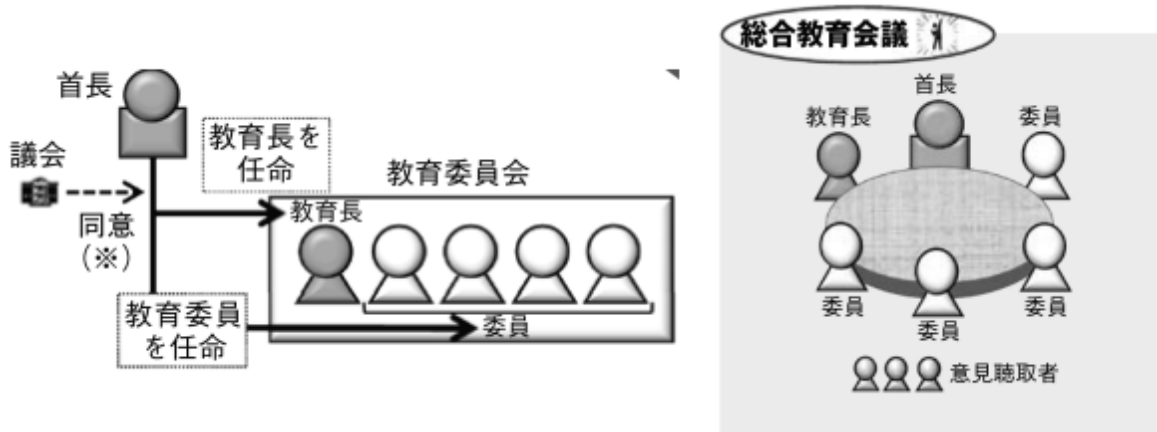 首長
議会
同意
(※)
教育長を
任命
教育委員会
教育長
委員
教育委員
を任命
総合教育会議
首長
教育長
委員
委員
委員
委員
意見聴取者